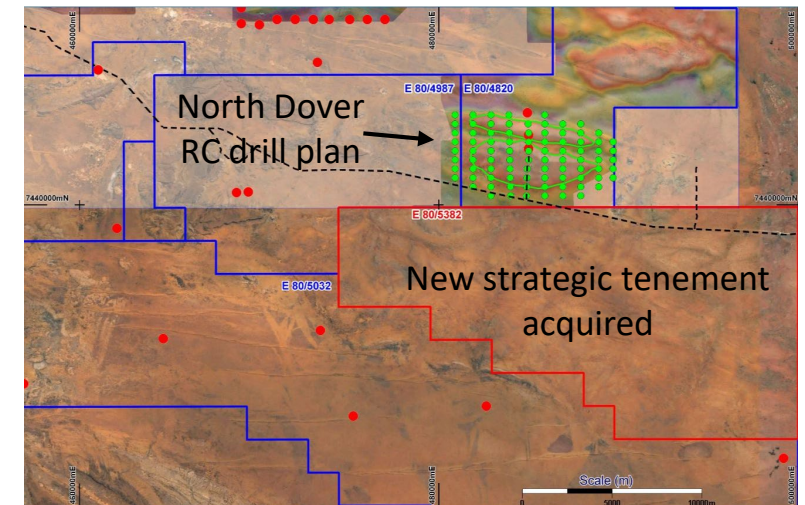 460000mE
480000mE
500000mE
E 80/4987
E 80/4820
North Dover
RC drill plan
7440000mN
7440000mN
E 80/5382
E 80/5032
New strategic tenement
acquired
Scale (m)
0
5000
10000m
460000mE
480000mE
500000mE